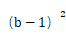 (b − 1) ²